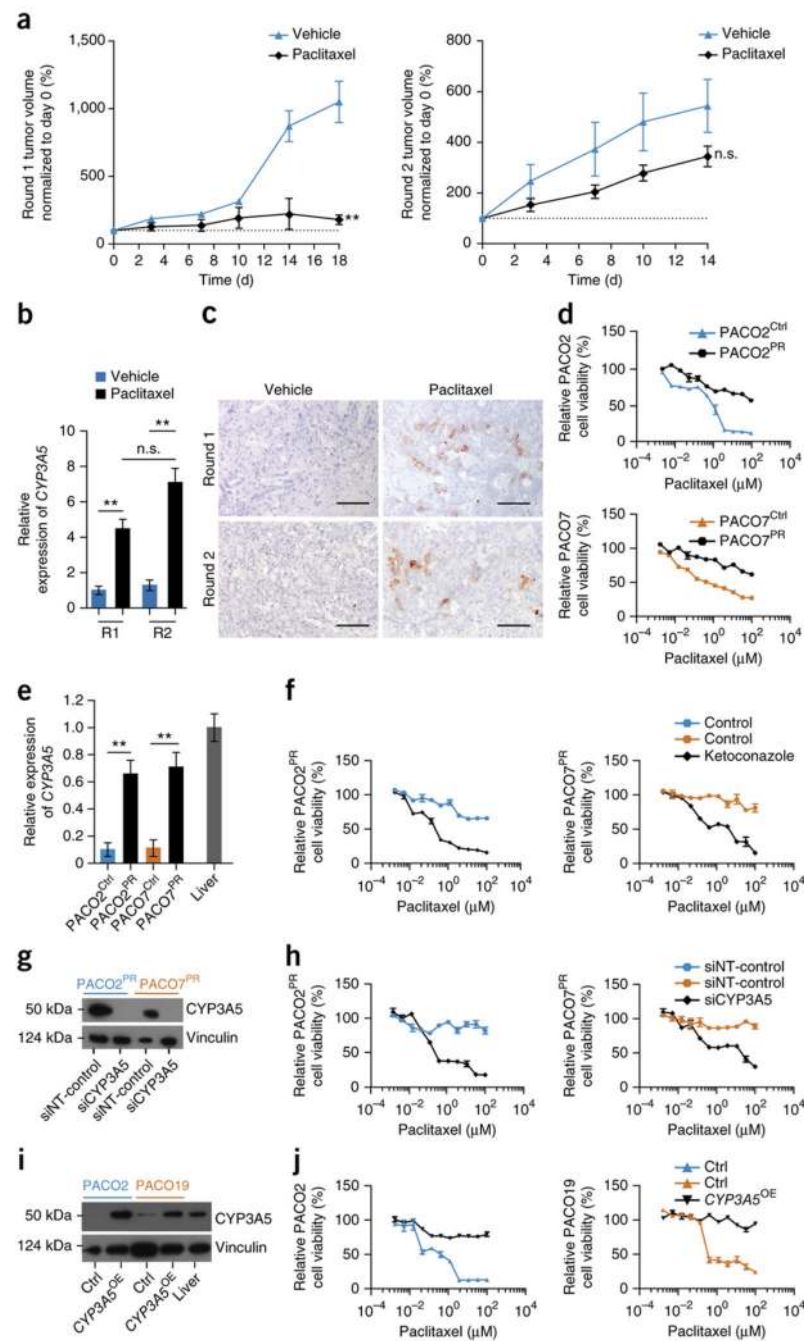 a
Vehicle
Paclitaxel
Round 1 tumor volume
normalized to day 0 (%)
1,500
1,000
500
100
0
**
0 2 4 6 8 10 12 14 16 18
Time (d)
Vehicle
Paclitaxel
Round 2 tumor volume
normalized to day 0 (%)
800
600
400
200
0
n.s.
0 2 4 6 8 10 12 14
Time (d)
b
Vehicle
Paclitaxel
Relative
expression of CYP3A5
10
8
6
4
2
0
**
n.s.
**
R1 R2
c
Vehicle Paclitaxel
Round 1
Round 2
d
PACO2Ctrl
PACO2PR
Relative PACO2
cell viability (%)
150
100
50
0
10–4 10–2 100 102 104
Paclitaxel (μM)
PACO7Ctrl
PACO7PR
Relative PACO7
cell viability (%)
150
100
50
0
10–4 10–2 100 102 104
Paclitaxel (μM)
e
Relative expression
of CYP3A5
1.2
1.0
0.8
0.6
0.4
0.2
0
** **
PACO2Ctrl
PACO2PR
PACO7Ctrl
PACO7PR
Liver
f
Relative PACO2PR
cell viability (%)
150
100
50
0
10–4 10–2 100 102 104
Paclitaxel (μM)
Control
Control
Ketoconazole
Relative PACO7PR
cell viability (%)
150
100
50
0
10–4 10–2 100 102 104
Paclitaxel (μM)
g
PACO2PR PACO7PR
50 kDa CYP3A5
124 kDa Vinculin
siNT-control
siCYP3A5
siNT-control
siCYP3A5
h
Relative PACO2PR
cell viability (%)
150
100
50
0
10–4 10–2 100 102 104
Paclitaxel (μM)
siNT-control
siNT-control
siCYP3A5
Relative PACO7PR
cell viability (%)
150
100
50
0
10–4 10–2 100 102 104
Paclitaxel (μM)
i
PACO2 PACO19
50 kDa CYP3A5
124 kDa Vinculin
Ctrl
CYP3A5OE
Ctrl
CYP3A5OE
Liver
j
Relative PACO2
cell viability (%)
150
100
50
0
10–4 10–2 100 102 104
Paclitaxel (μM)
Ctrl
Ctrl
CYP3A5OE
Relative PACO19
cell viability (%)
150
100
50
0
10–4 10–2 100 102 104
Paclitaxel (μM)